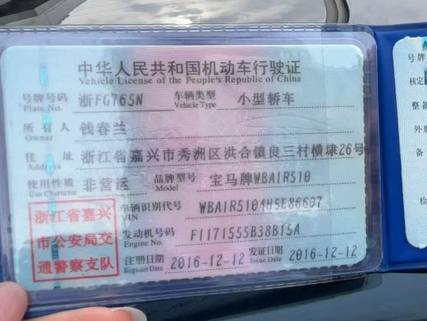 中华人民共和国机动车行驶证
Vehicle License of the People's Republic of China
号牌号码 浙FG765N 车辆类型 小型轿车
Plate No. Vehicle Type
所有人 钱春兰
Owner
住址 浙江省嘉兴市秀洲区洪合镇良三村横埭26号
Address
使用性质 非营运 品牌型号 宝马牌WBAIR510
Use Character Model
车辆识别代号
VIN
发动机号码 F1171555B38B15A
Engine No.
浙江省嘉兴
市公安局交
通警察支队
注册日期 2016-12-12 发证日期 2016-12-12
Register Date Issue Date